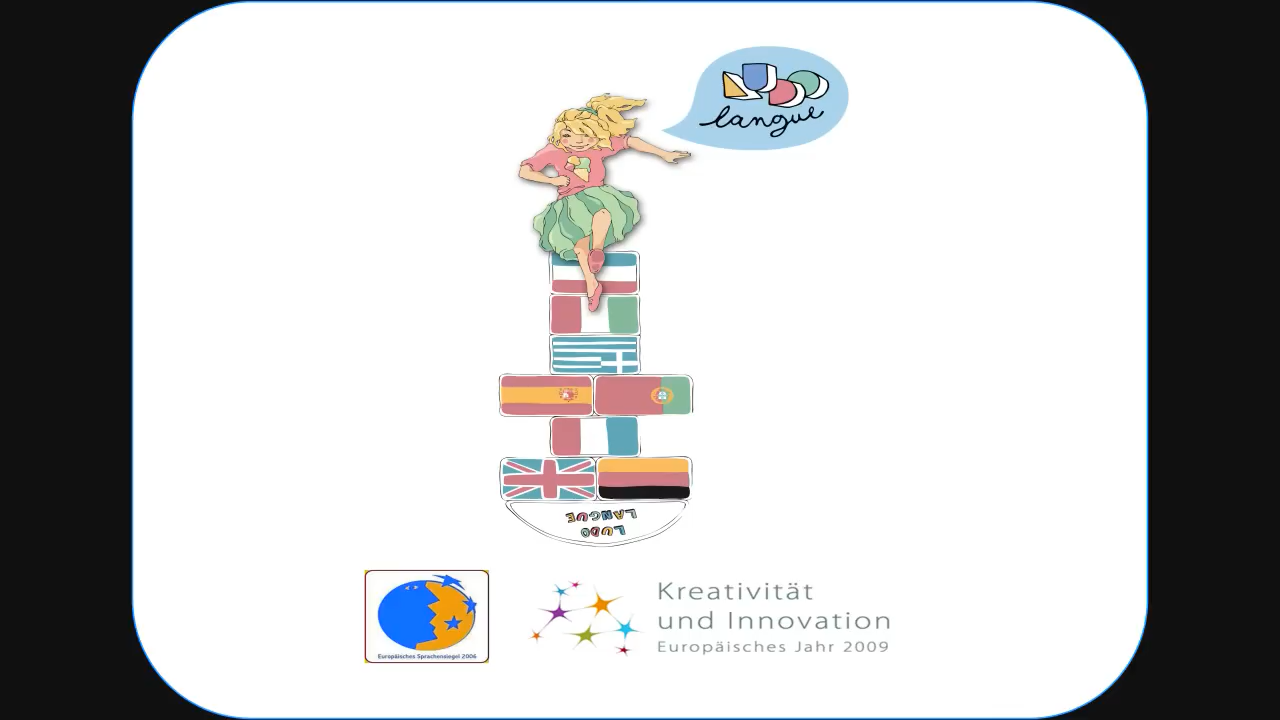 LUDO
langue
LUDO
LANGUE
Europäisches Sprachensiegel 2006
Kreativität
und Innovation
Europäisches Jahr 2009